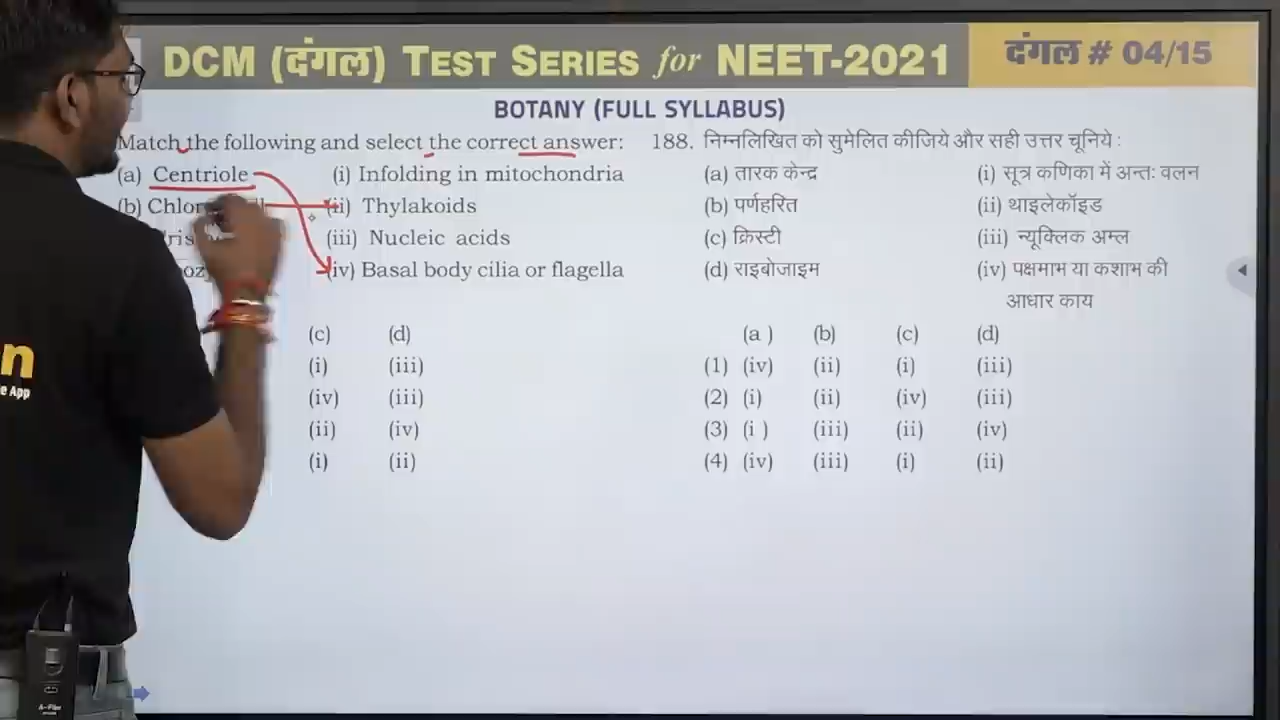 DCM (दंगल) TEST SERIES for NEET-2021
दंगल # 04/15
BOTANY (FULL SYLLABUS)
Match the following and select the correct answer:
(a) Centriole (i) Infolding in mitochondria
(b) (ii) Thylakoids
(iii) Nucleic acids
(iv) Basal body cilia or flagella
(c) (d)
(i) (iii)
(iv) (iii)
(ii) (iv)
(i) (ii)
188. निम्नलिखित को सुमेलित कीजिये और सही उत्तर चूनिये :
(a) तारक केन्द्र (i) सूत्र कणिका में अन्तः वलन
(b) पर्णहरित (ii) थाइलेकॉइड
(c) क्रिस्टी (iii) न्यूक्लिक अम्ल
(d) राइबोजाइम (iv) पक्षमाभ या कशाभ की
आधार काय
(a ) (b) (c) (d)
(1) (iv) (ii) (i) (iii)
(2) (i) (ii) (iv) (iii)
(3) (i ) (iii) (ii) (iv)
(4) (iv) (iii) (i) (ii)
n
e App